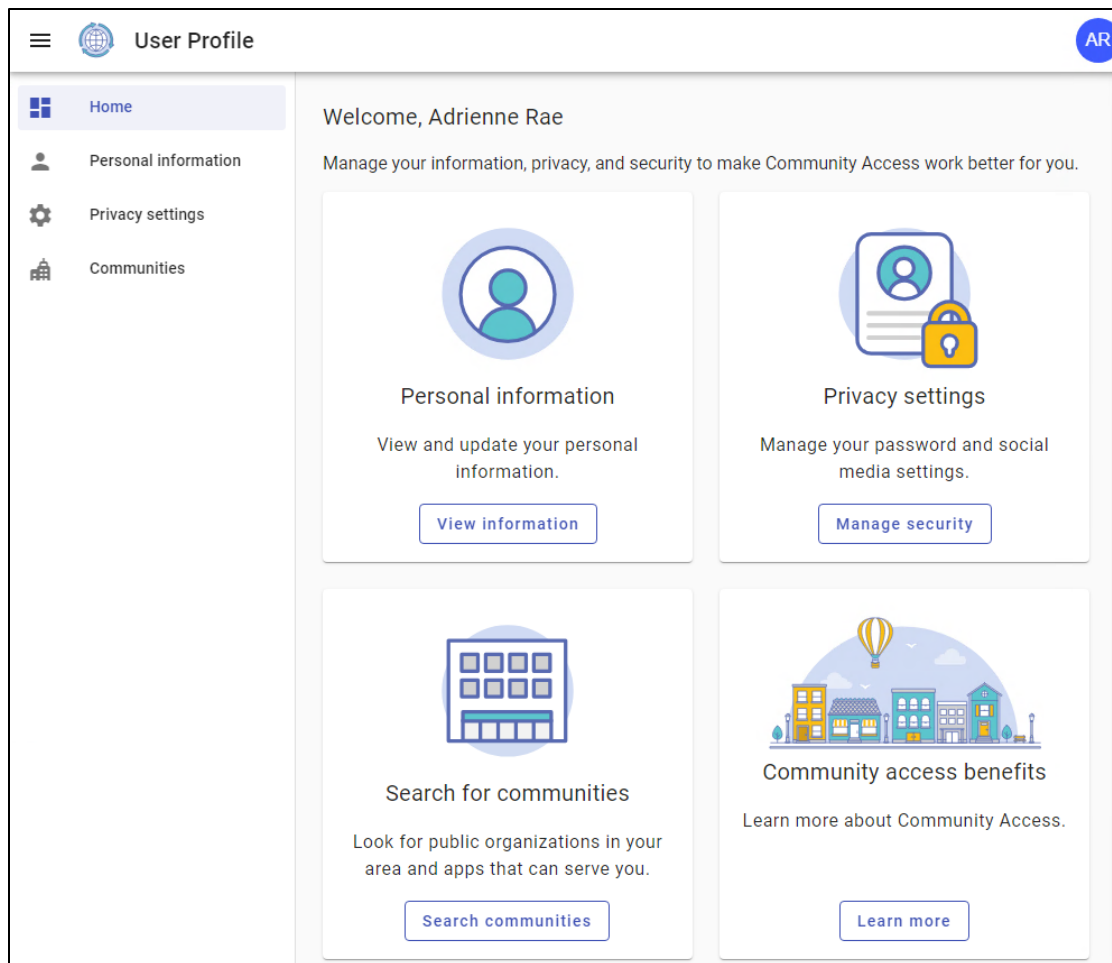 User Profile
AR
Home
Personal information
Privacy settings
Communities
Welcome, Adrienne Rae
Manage your information, privacy, and security to make Community Access work better for you.
Personal information
View and update your personal
information.
View information
Privacy settings
Manage your password and social
media settings.
Manage security
Search for communities
Look for public organizations in your
area and apps that can serve you.
Search communities
Community access benefits
Learn more about Community Access.
Learn more